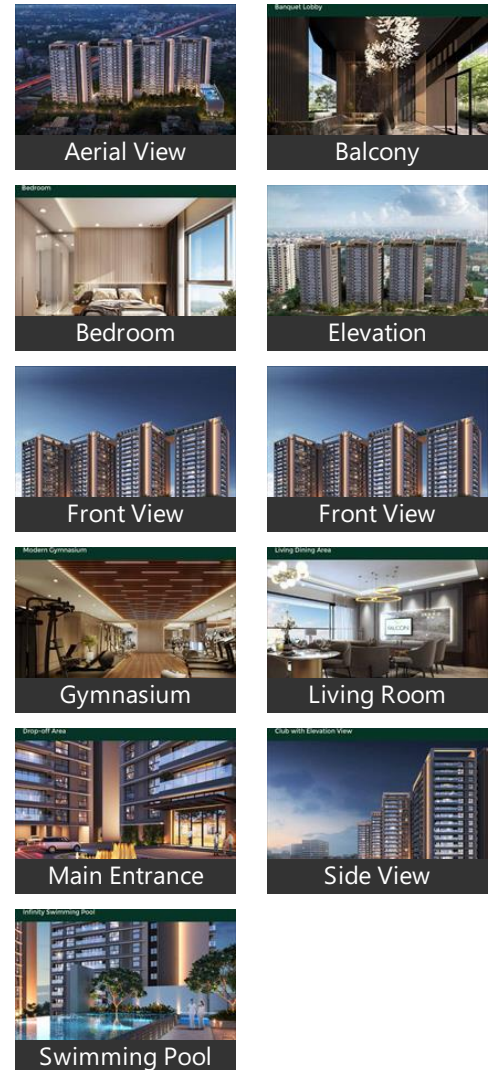 Banquet Lobby
Aerial View
Balcony
Bedroom
Bedroom
Elevation
Front View
Front View
Modern Gymnasium
Living Dining Area
FALCON
Gymnasium
Living Room
Drop-off Area
Club with Elevation View
Main Entrance
Side View
Infinity Swimming Pool
Swimming Pool